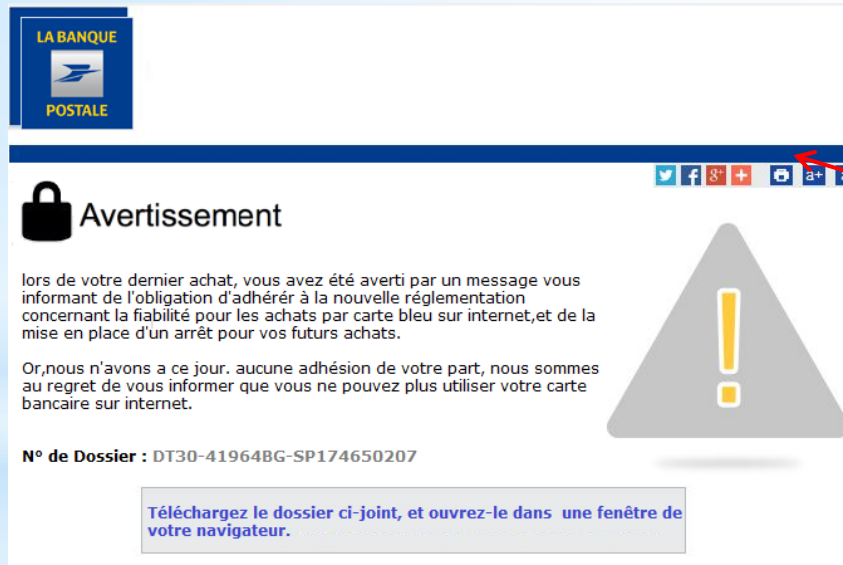 LA BANQUE
POSTALE
Avertissement
lors de votre dernier achat, vous avez été averti par un message vous
informant de l'obligation d'adhérér à la nouvelle réglementation
concernant la fiabilité pour les achats par carte bleu sur internet,et de la
mise en place d'un arrêt pour vos futurs achats.
Or,nous n'avons a ce jour. aucune adhésion de votre part, nous sommes
au regret de vous informer que vous ne pouvez plus utiliser votre carte
bancaire sur internet.
N° de Dossier : DT30-41964BG-SP174650207
Téléchargez le dossier ci-joint, et ouvrez-le dans une fenêtre de
votre navigateur.
g+ a+